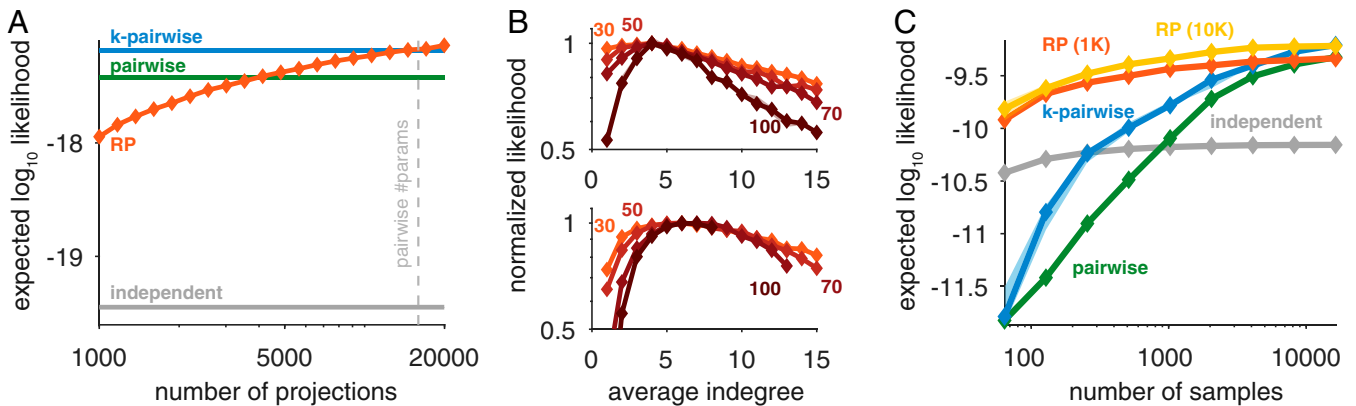 A
expected log10 likelihood
-18
-19
k-pairwise
pairwise
RP
independent
pairwise #params
1000
5000
20000
number of projections
B
normalized likelihood
1
0.5
30
50
70
100
0
5
10
15
1
0.5
30
50
100
70
0
5
10
15
average indegree
C
expected log10 likelihood
-9.5
-10
-10.5
-11
-11.5
RP (10K)
RP (1K)
k-pairwise
independent
pairwise
100
1000
10000
number of samples